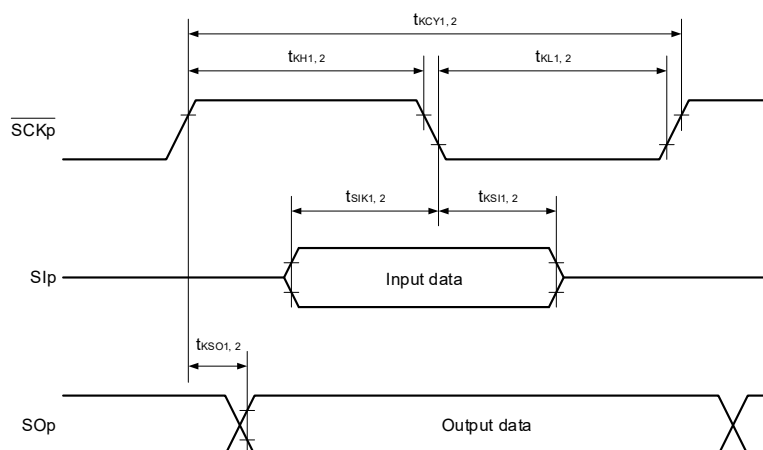 tKCY1, 2
tKH1, 2
tKL1, 2
SCKp
tSIK1, 2
tKSI1, 2
SIp
Input data
tKSO1, 2
SOp
Output data